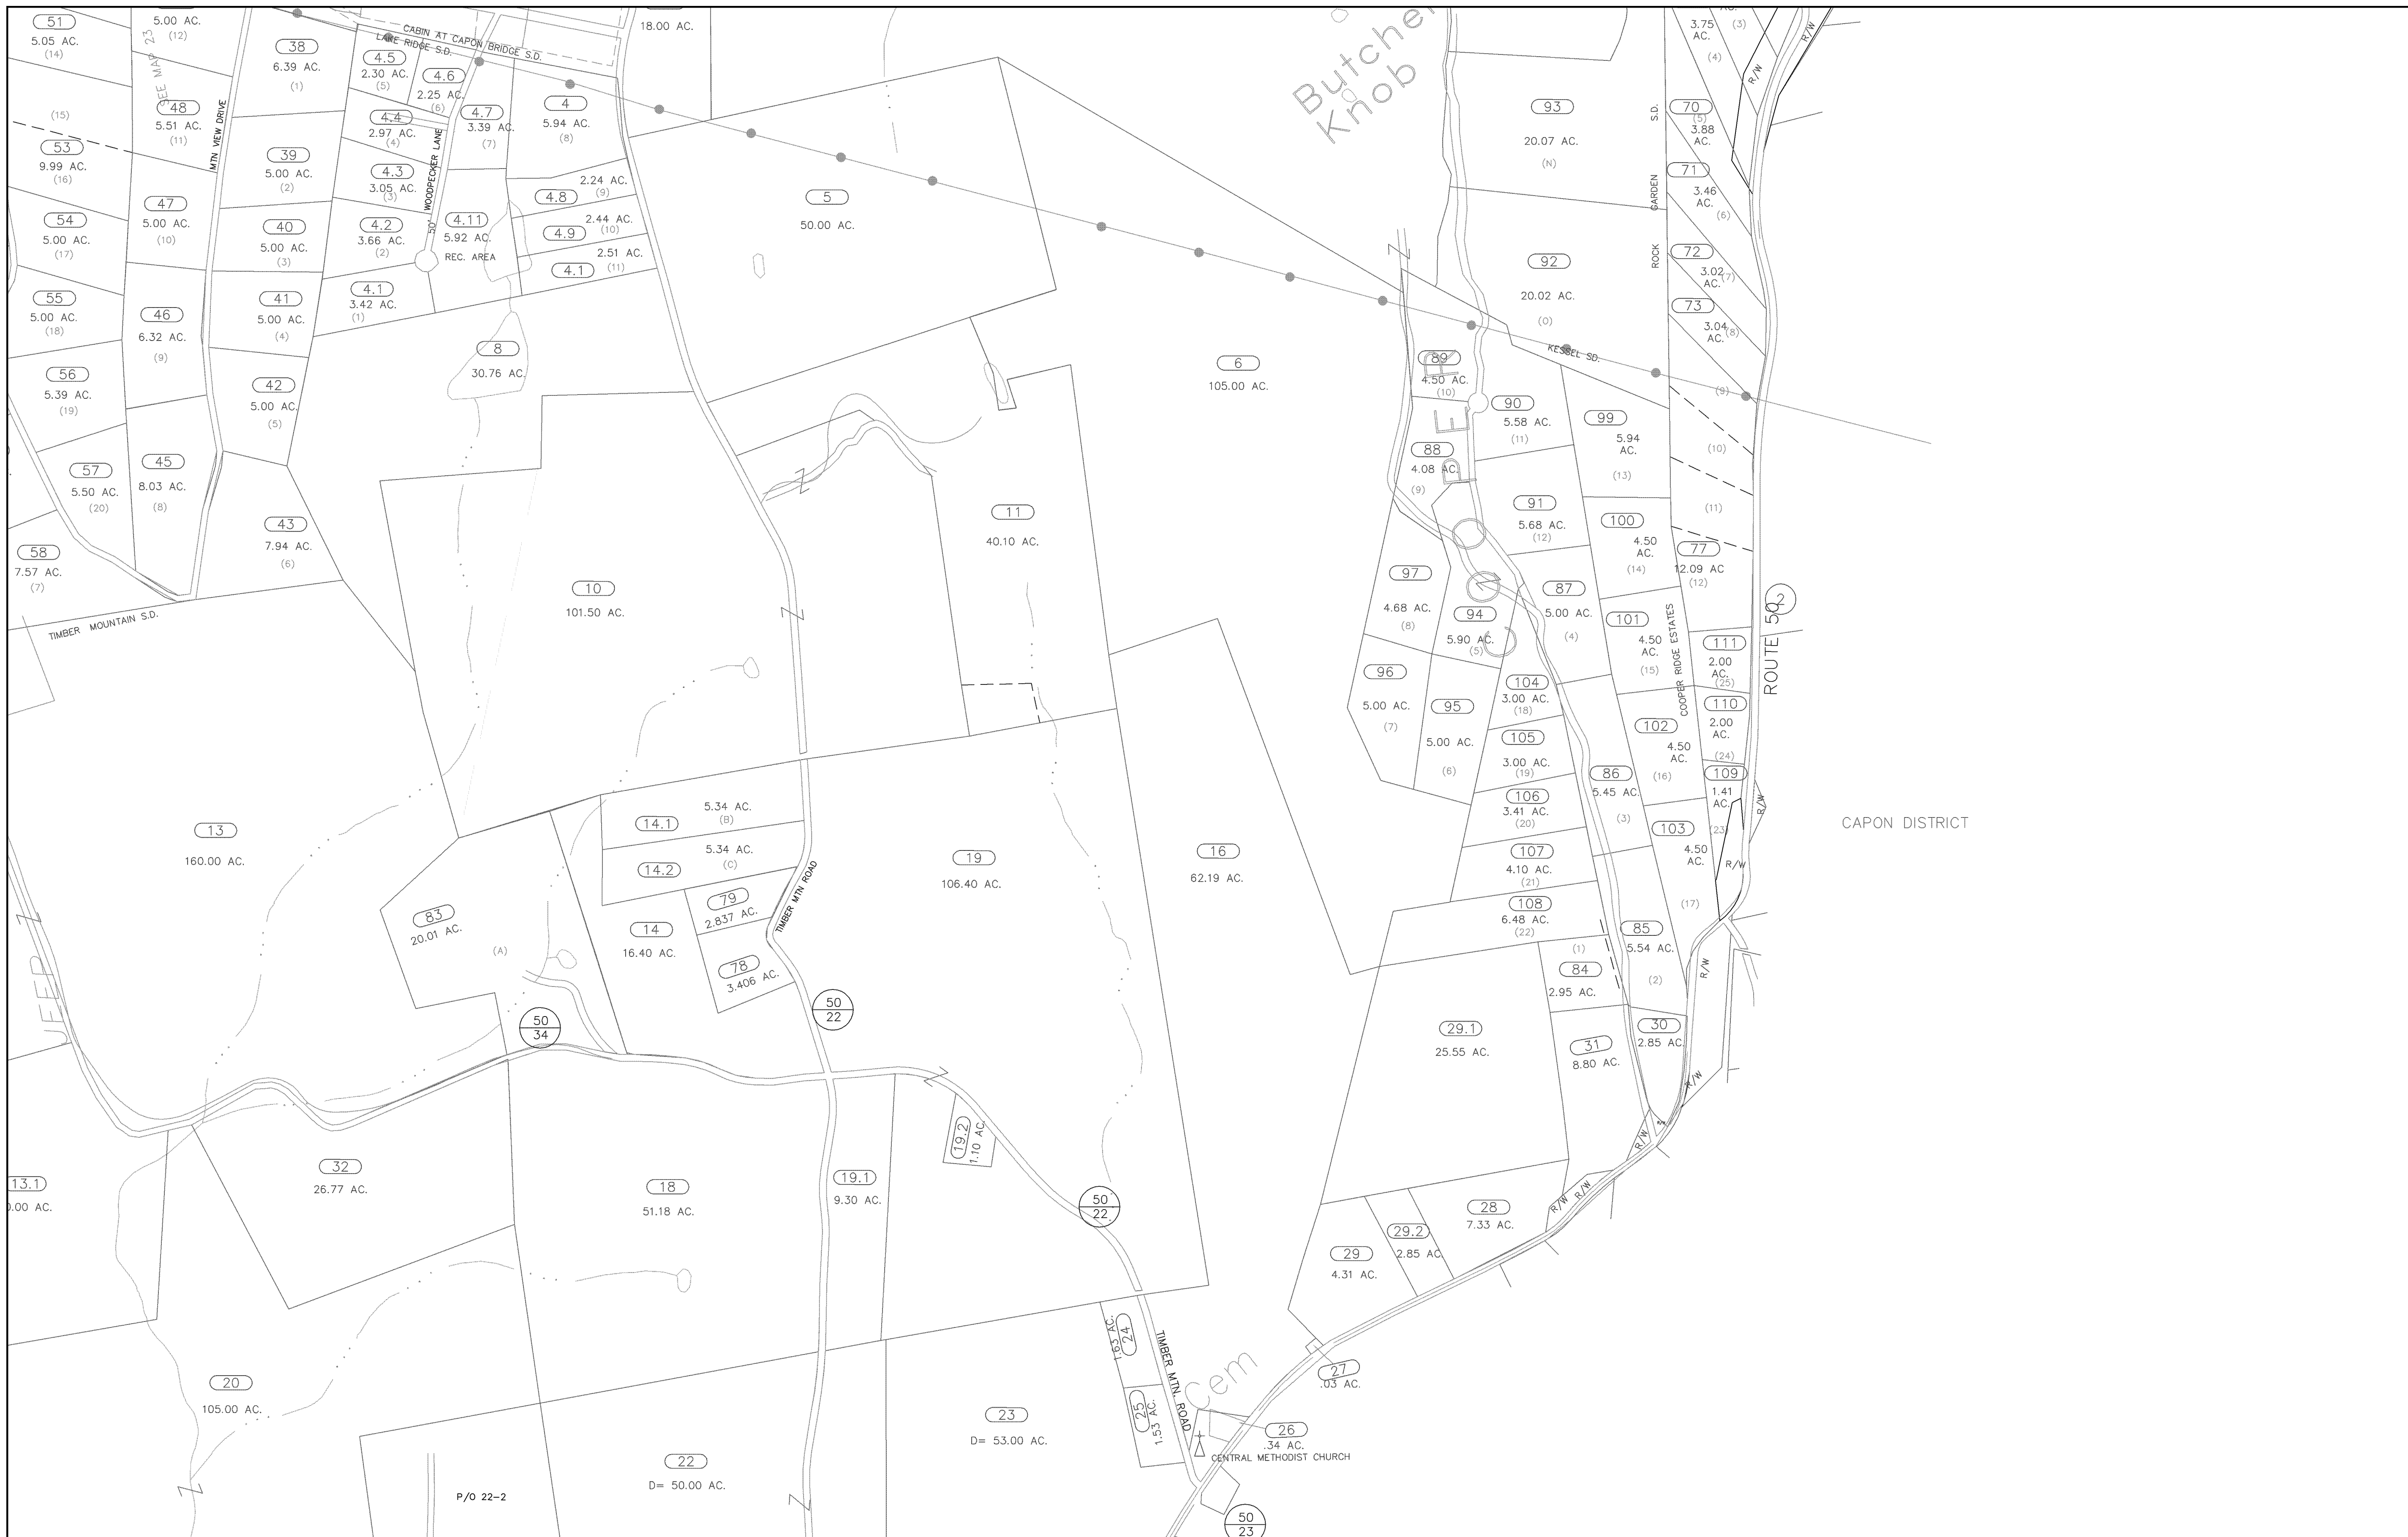 51
5.05 AC.
(14)
5.00 AC.
(12)
SEE MAP 23
38
6.39 AC.
(1)
CABIN AT CAPON BRIDGE S.D.
LAKE RIDGE S.D.
4.5
2.30 AC.
(5)
4.6
2.25 AC.
(6)
4.7
3.39 AC.
(7)
4
5.94 AC.
(8)
18.00 AC.
(15)
48
5.51 AC.
(11)
MTN VIEW DRIVE
4.4
2.97 AC.
(4)
53
9.99 AC.
(16)
39
5.00 AC.
(2)
4.3
3.05 AC.
(3)
50' WOODPECKER LANE
4.8
2.24 AC.
(9)
54
5.00 AC.
(17)
47
5.00 AC.
(10)
40
5.00 AC.
(3)
4.2
3.66 AC.
(2)
4.11
5.92 AC.
REC. AREA
4.9
2.44 AC.
(10)
4.1
2.51 AC.
(11)
5
50.00 AC.
55
5.00 AC.
(18)
46
6.32 AC.
(9)
41
5.00 AC.
(4)
4.1
3.42 AC.
(1)
8
30.76 AC.
56
5.39 AC.
(19)
42
5.00 AC.
(5)
57
5.50 AC.
(20)
45
8.03 AC.
(8)
43
7.94 AC.
(6)
58
7.57 AC.
(7)
TIMBER MOUNTAIN S.D.
10
101.50 AC.
11
40.10 AC.
6
105.00 AC.
Butcher
Knob
93
20.07 AC.
(N)
92
20.02 AC.
(O)
KESSEL SD.
ROCK GARDEN S.D.
3.75
AC.
(4)
(3)
R/W
R/W
70
(5)
3.88
AC.
71
3.46
AC.
(6)
72
3.02
(7)
73
3.04
AC.
(8)
(9)
(10)
(11)
77
12.09 AC
(12)
COOPER
89
4.50 AC.
(10)
90
5.58 AC.
(11)
99
5.94
AC.
(13)
88
4.08 AC.
(9)
91
5.68 AC.
(12)
100
4.50
AC.
(14)
97
4.68 AC.
(8)
94
5.90 AC.
(5)
87
5.00 AC.
(4)
101
4.50
AC.
(15)
COOPER RIDGE ESTATES
111
2.00
AC.
(25)
ROUTE 50
2
96
5.00 AC.
(7)
95
5.00 AC.
(6)
104
3.00 AC.
(18)
102
4.50
AC.
(16)
110
2.00
AC.
(24)
105
3.00 AC.
(19)
86
5.45 AC.
(3)
109
1.41
AC.
(23)
R/W
R/W
106
3.41 AC.
(20)
103
4.50
AC.
(17)
107
4.10 AC.
(21)
108
6.48 AC.
(22)
85
5.54 AC.
(2)
(1)
84
2.95 AC.
R/W
CAPON DISTRICT
13
160.00 AC.
83
20.01 AC.
(A)
14.1
5.34 AC.
(B)
14.2
5.34 AC.
(C)
79
2.837 AC.
14
16.40 AC.
78
3.406 AC.
TIMBER MTN ROAD
19
106.40 AC.
16
62.19 AC.
50
34
50
22
29.1
25.55 AC.
31
8.80 AC.
30
2.85 AC.
R/W
R/W
13.1
32
26.77 AC.
18
51.18 AC.
19.1
9.30 AC.
19.2
1.10 AC.
50
22
28
7.33 AC.
R/W R/W
29.2
2.85 AC
29
4.31 AC.
20
105.00 AC.
P/O 22-2
22
D= 50.00 AC.
23
D= 53.00 AC.
24
1.63 AC.
25
1.53 AC.
TIMBER MTN. ROAD
Cem
27
.03 AC.
26
.34 AC.
CENTRAL METHODIST CHURCH
50
23